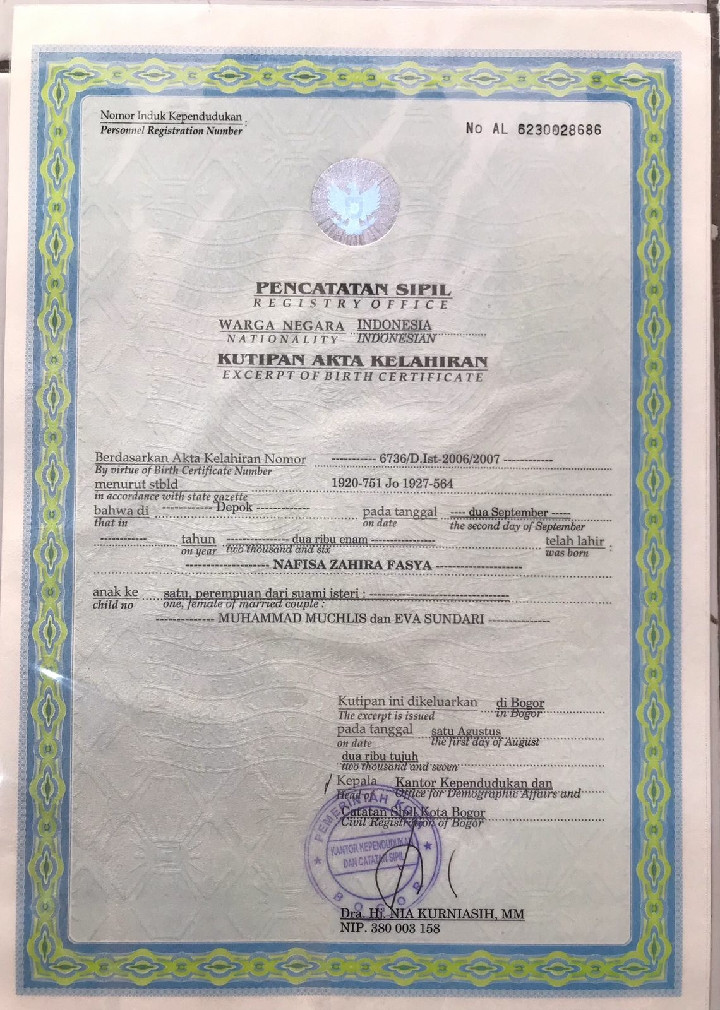 Nomor Induk Kependudukan :
Personnel Registration Number
No AL 6230028686
PENCATATAN SIPIL
REGISTRY OFFICE
WARGA NEGARA INDONESIA
NATIONALITY INDONESIAN
KUTIPAN AKTA KELAHIRAN
EXCERPT OF BIRTH CERTIFICATE
Berdasarkan Akta Kelahiran Nomor ----------- 6736/D.Ist-2006/2007 ------------
By virtue of Birth Certificate Number
menurut stbld 1920-751 Jo 1927-564
in accordance with state gazette
bahwa di ------------ Depok ------------ pada tanggal ---- dua September -----
that in on date the second day of September
------------ tahun ---------------- dua ribu enam ---------------- telah lahir :
on year two thousand and six was born
--------------------- NAFISA ZAHIRA FASYA ---------------------
anak ke satu, perempuan dari suami isteri : -----------------------------------
child no one, female of married couple :
--------------- MUHAMMAD MUCHLIS dan EVA SUNDARI ---------------
Kutipan ini dikeluarkan di Bogor
The excerpt is issued in Bogor
pada tanggal satu Agustus
on date the first day of August
dua ribu tujuh
two thousand and seven
Kepala Kantor Kependudukan dan
Head of Office for Demographic Affairs and
Catatan Sipil Kota Bogor
Civil Registration of Bogor
PEMERINTAH KOTA
KANTOR KEPENDUDUKAN
DAN CATATAN SIPIL
BOGOR
Dra. Hj. NIA KURNIASIH, MM
NIP. 380 003 158